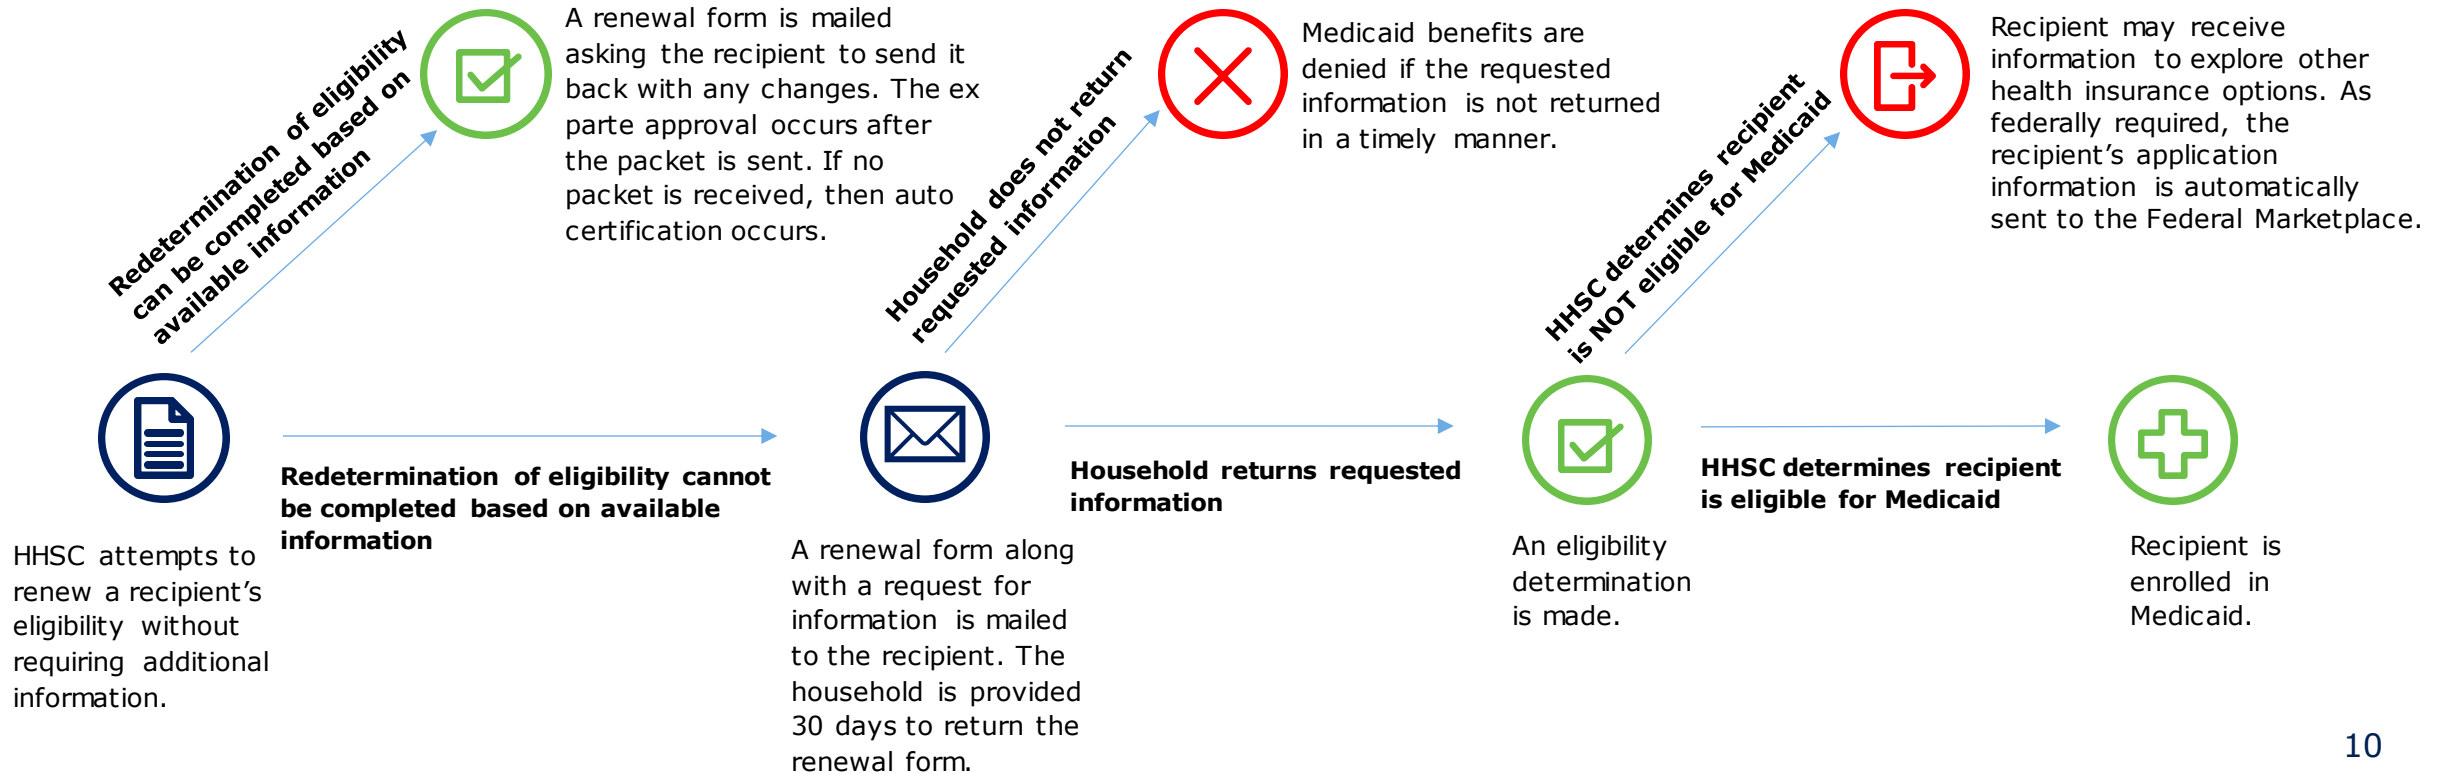 Redetermination of eligibility
can be completed based on
available information
A renewal form is mailed
asking the recipient to send it
back with any changes. The ex
parte approval occurs after
the packet is sent. If no
packet is received, then auto
certification occurs.
Household does not return
requested information
Medicaid benefits are
denied if the requested
information is not returned
in a timely manner.
HHSC determines recipient
is NOT eligible for Medicaid
Recipient may receive
information to explore other
health insurance options. As
federally required, the
recipient’s application
information is automatically
sent to the Federal Marketplace.
HHSC attempts to
renew a recipient’s
eligibility without
requiring additional
information.
Redetermination of eligibility cannot
be completed based on available
information
A renewal form along
with a request for
information is mailed
to the recipient. The
household is provided
30 days to return the
renewal form.
Household returns requested
information
An eligibility
determination
is made.
HHSC determines recipient
is eligible for Medicaid
Recipient is
enrolled in
Medicaid.
10